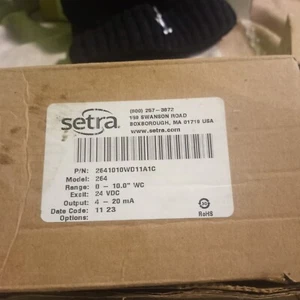 setra
(800) 257-3872
159 SWANSON ROAD
BOXBOROUGH, MA 01719 USA
www.setra.com
P/N: 2641010WD11A1C
Model: 264
Range: 0 - 10.0" WC
Excit: 24 VDC
Output: 4 - 20 mA
Date Code: 11 23
Options:
RoHS